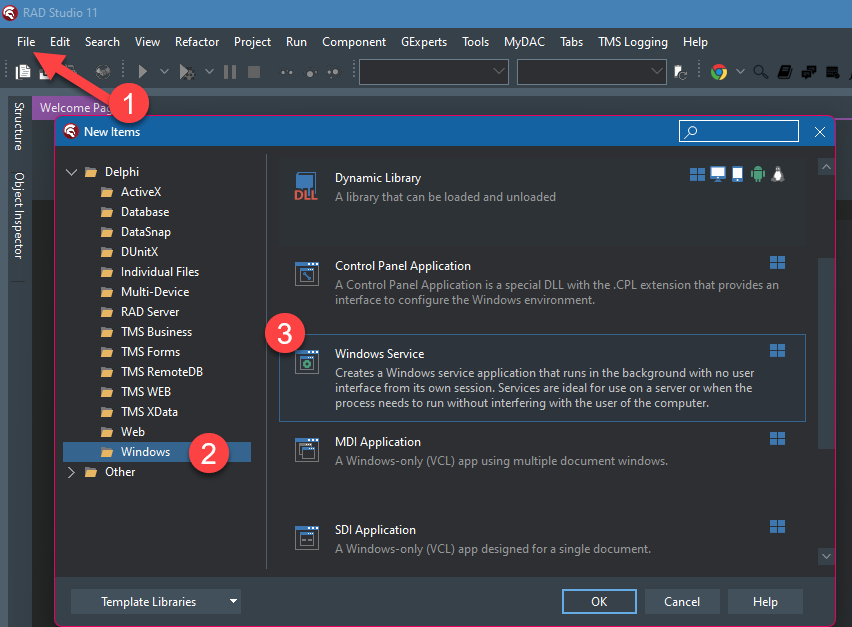 RAD Studio 11
File Edit Search View Refactor Project Run Component GExperts Tools MyDAC Tabs TMS Logging Help
1
Structure
Object Inspector
Welcome Pag
New Items
Delphi
ActiveX
Database
DataSnap
DUnitX
Individual Files
Multi-Device
RAD Server
TMS Business
TMS Forms
TMS RemoteDB
TMS WEB
TMS XData
Web
Windows
2
Other
DLL
Dynamic Library
A library that can be loaded and unloaded
Control Panel Application
A Control Panel Application is a special DLL with the .CPL extension that provides an
interface to configure the Windows environment.
3
Windows Service
Creates a Windows service application that runs in the background with no user
interface from its own session. Services are ideal for use on a server or when the
process needs to run without interfering with the user of the computer.
MDI Application
A Windows-only (VCL) app using multiple document windows.
SDI Application
A Windows-only (VCL) app designed for a single document.
Template Libraries
OK
Cancel
Help